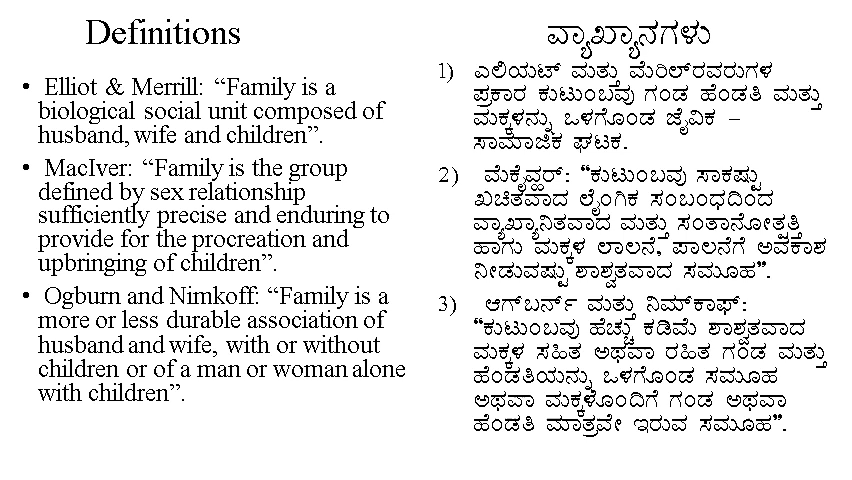 Definitions
• Elliot & Merrill: “Family is a
biological social unit composed of
husband, wife and children”.
• MacIver: “Family is the group
defined by sex relationship
sufficiently precise and enduring to
provide for the procreation and
upbringing of children”.
• Ogburn and Nimkoff: “Family is a
more or less durable association of
husband and wife, with or without
children or of a man or woman alone
with children”.
ವ್ಯಾಖ್ಯಾನಗಳು
1) ಎಲಿಯಟ್ ಮತ್ತು ಮೆರಿಲ್‌ರವರುಗಳ
ಪ್ರಕಾರ ಕುಟುಂಬವು ಗಂಡ ಹೆಂಡತಿ ಮತ್ತು
ಮಕ್ಕಳನ್ನು ಒಳಗೊಂಡ ಜೈವಿಕ –
ಸಾಮಾಜಿಕ ಘಟಕ.
2) ಮೆಕೈವ್ಹರ್: “ಕುಟುಂಬವು ಸಾಕಷ್ಟು
ಖಚಿತವಾದ ಲೈಂಗಿಕ ಸಂಬಂಧದಿಂದ
ವ್ಯಾಖ್ಯಾನಿತವಾದ ಮತ್ತು ಸಂತಾನೋತ್ಪತ್ತಿ
ಹಾಗು ಮಕ್ಕಳ ಲಾಲನೆ, ಪಾಲನೆಗೆ ಅವಕಾಶ
ನೀಡುವಷ್ಟು ಶಾಶ್ವತವಾದ ಸಮೂಹ”.
3) ಆಗ್‌ಬರ್ನ್ ಮತ್ತು ನಿಮ್‌ಕಾಫ್:
“ಕುಟುಂಬವು ಹೆಚ್ಚು ಕಡಿಮೆ ಶಾಶ್ವತವಾದ
ಮಕ್ಕಳ ಸಹಿತ ಅಥವಾ ರಹಿತ ಗಂಡ ಮತ್ತು
ಹೆಂಡತಿಯನ್ನು ಒಳಗೊಂಡ ಸಮೂಹ
ಅಥವಾ ಮಕ್ಕಳೊಂದಿಗೆ ಗಂಡ ಅಥವಾ
ಹೆಂಡತಿ ಮಾತ್ರವೇ ಇರುವ ಸಮೂಹ”.